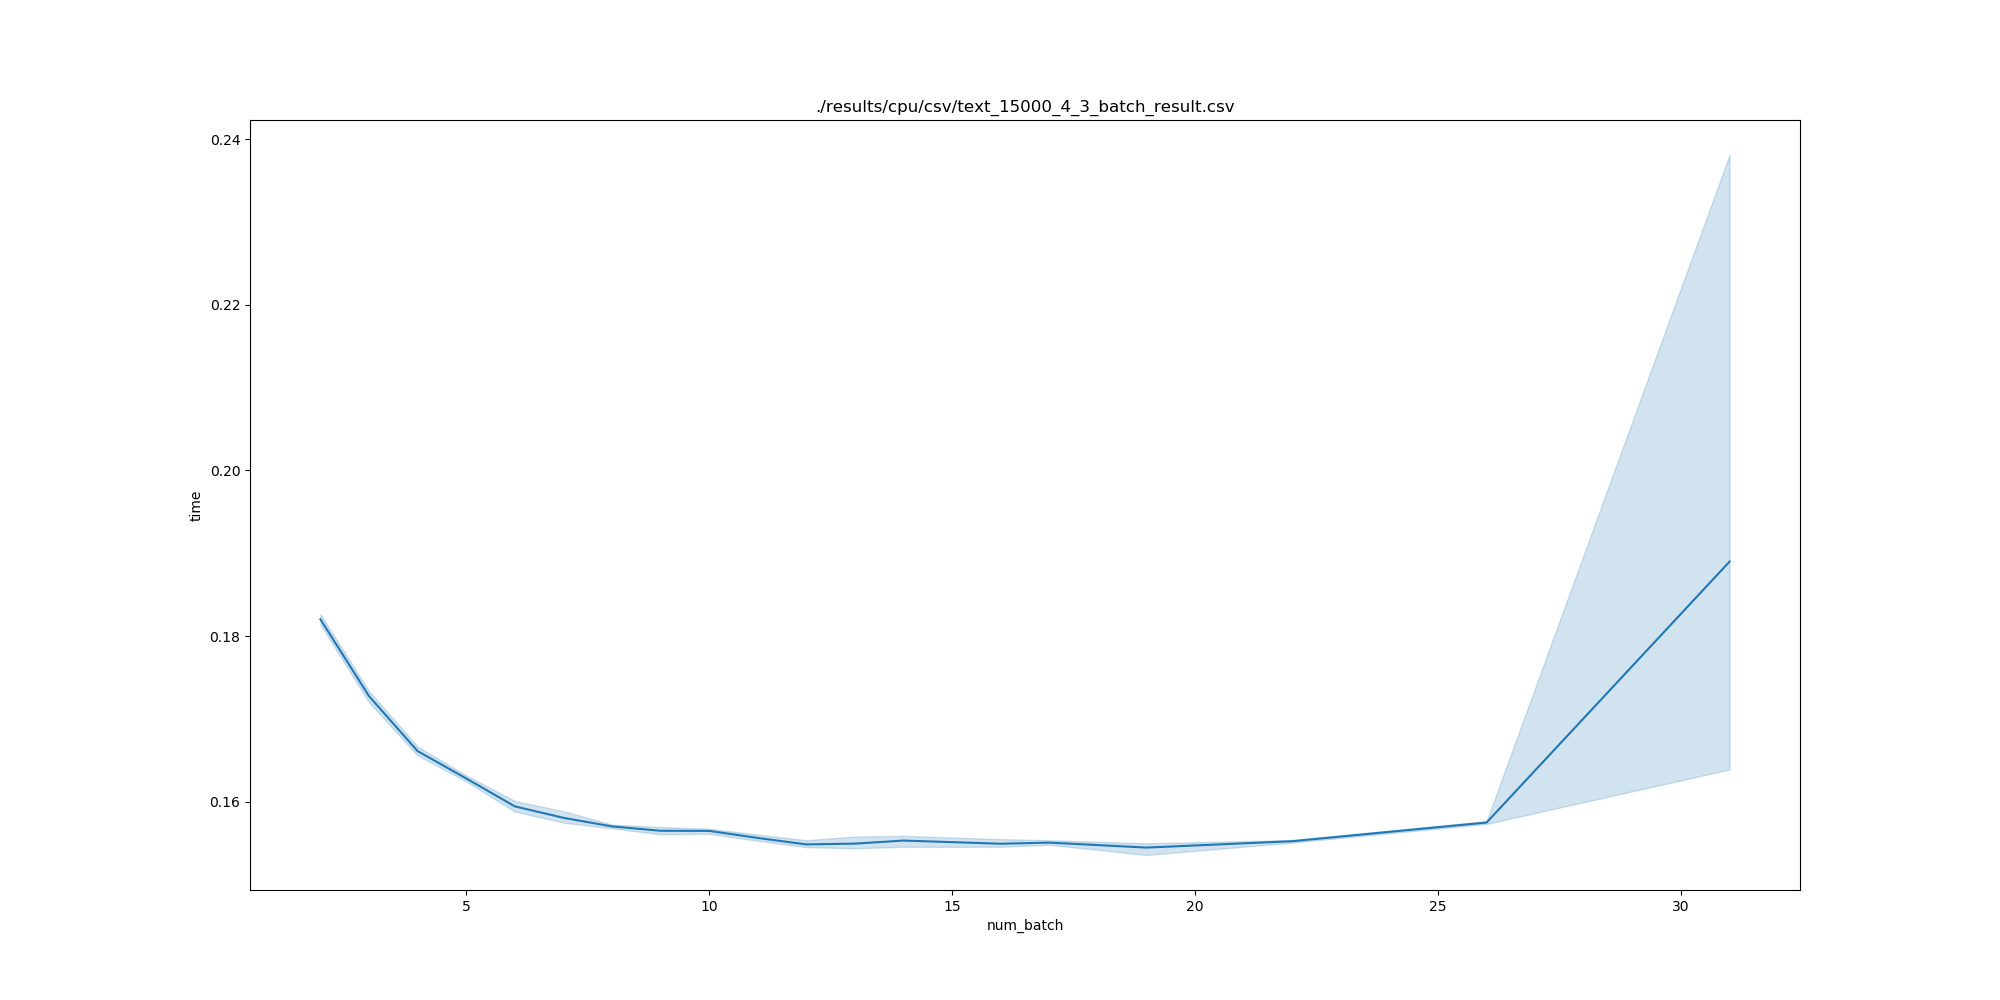 ./results/cpu/csv/text_15000_4_3_batch_result.csv
0.24
0.22
0.20
0.18
0.16
time
5 10 15 20 25 30
num_batch